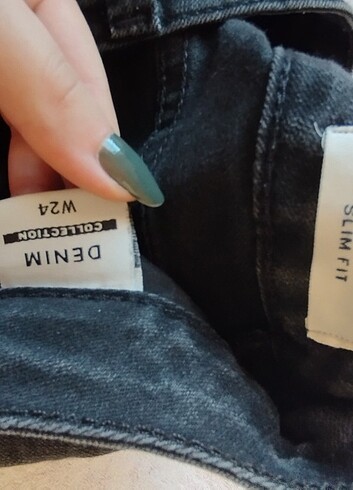 DENIM
COLLECTION
W24
SLIM FIT